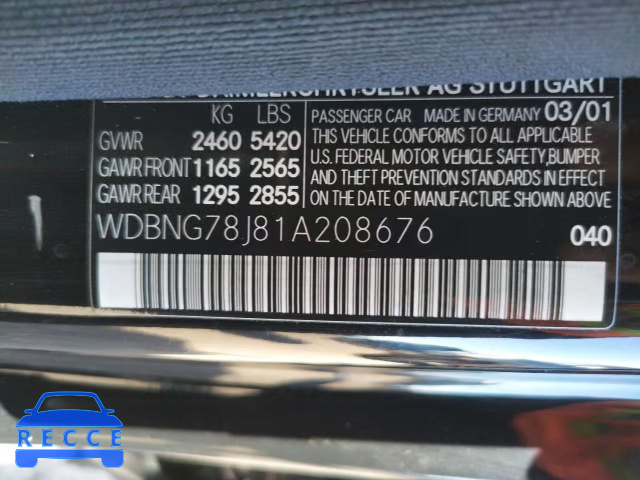 DAIMLERCHRYSLER AG STUTTGART
KG LBS
GVWR 2460 5420
GAWR FRONT 1165 2565
GAWR REAR 1295 2855
PASSENGER CAR MADE IN GERMANY 03/01
THIS VEHICLE CONFORMS TO ALL APPLICABLE
U.S. FEDERAL MOTOR VEHICLE SAFETY,BUMPER
AND THEFT PREVENTION STANDARDS IN EFFECT
ON THE DATE OF MANUFACTURE SHOWN ABOVE
WDBNG78J81A208676
040
RECCE